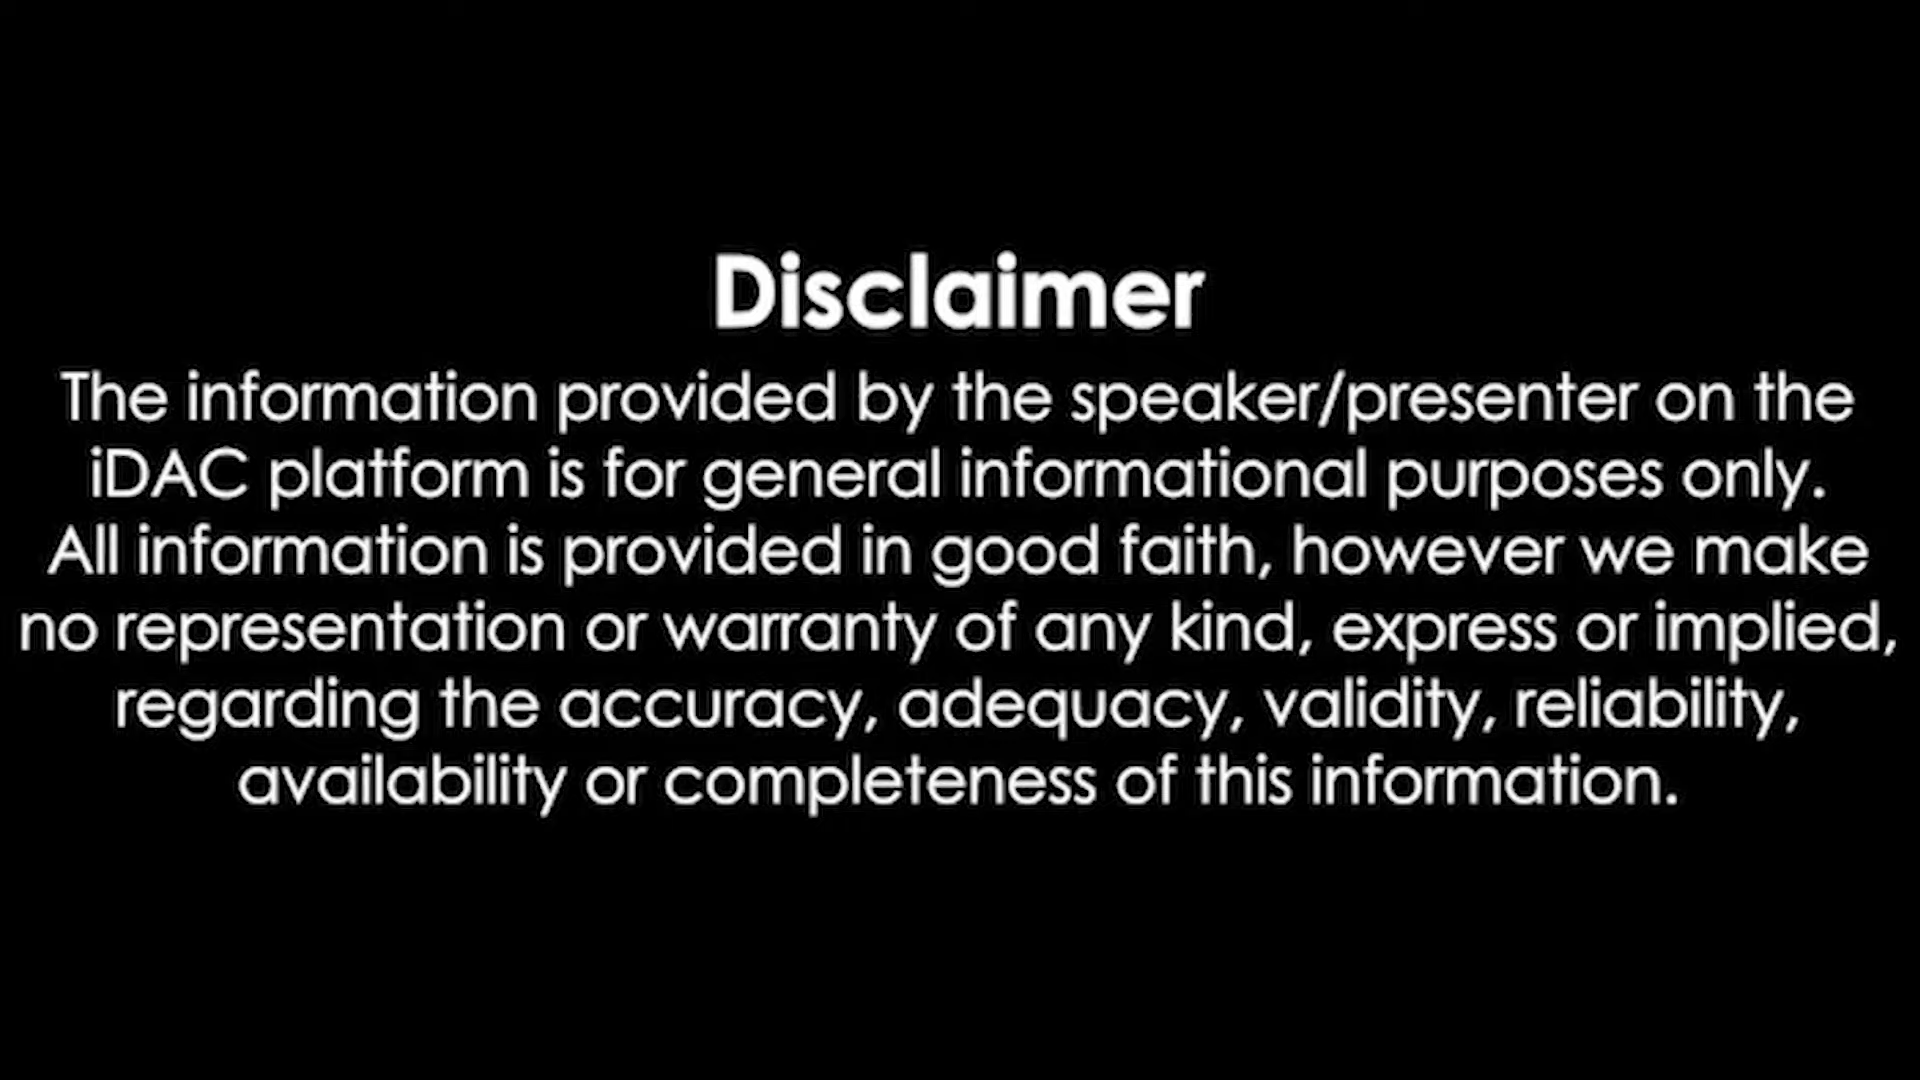 Disclaimer
The information provided by the speaker/presenter on the
iDAC platform is for general informational purposes only.
All information is provided in good faith, however we make
no representation or warranty of any kind, express or implied,
regarding the accuracy, adequacy, validity, reliability,
availability or completeness of this information.